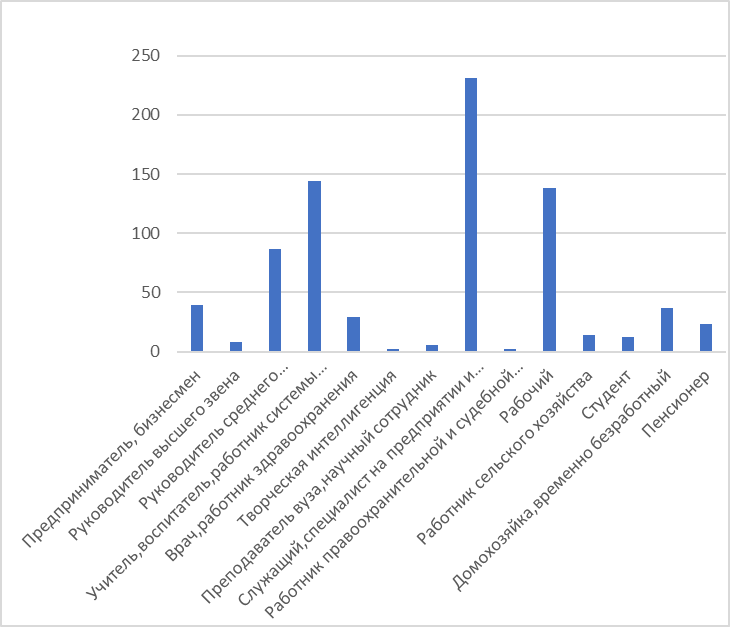 250
200
150
100
50
0
Предприниматель, бизнесмен
Руководитель высшего звена
Руководитель среднего...
Учитель,воспитатель,работник системы...
Врач,работник здравоохранения
Творческая интеллигенция
Преподаватель вуза,научный сотрудник
Служащий,специалист на предприятии и...
Работник правоохранительной и судебной...
Рабочий
Работник сельского хозяйства
Студент
Домохозяйка,временно безработный
Пенсионер